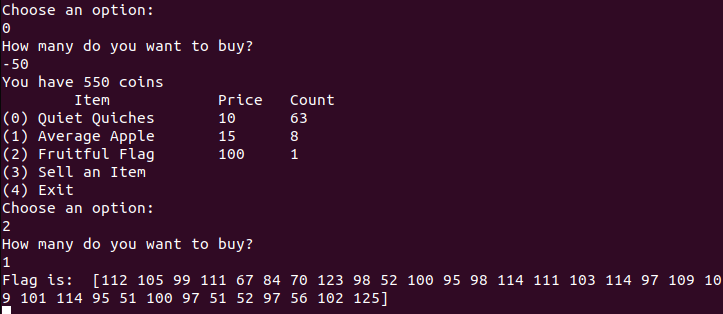 Choose an option:
0
How many do you want to buy?
-50
You have 550 coins
Item Price Count
(0) Quiet Quiches 10 63
(1) Average Apple 15 8
(2) Fruitful Flag 100 1
(3) Sell an Item
(4) Exit
Choose an option:
2
How many do you want to buy?
1
Flag is:  [112 105 99 111 67 84 70 123 98 52 100 95 98 114 111 103 114 97 109 10
9 101 114 95 51 100 97 51 52 97 56 102 125]